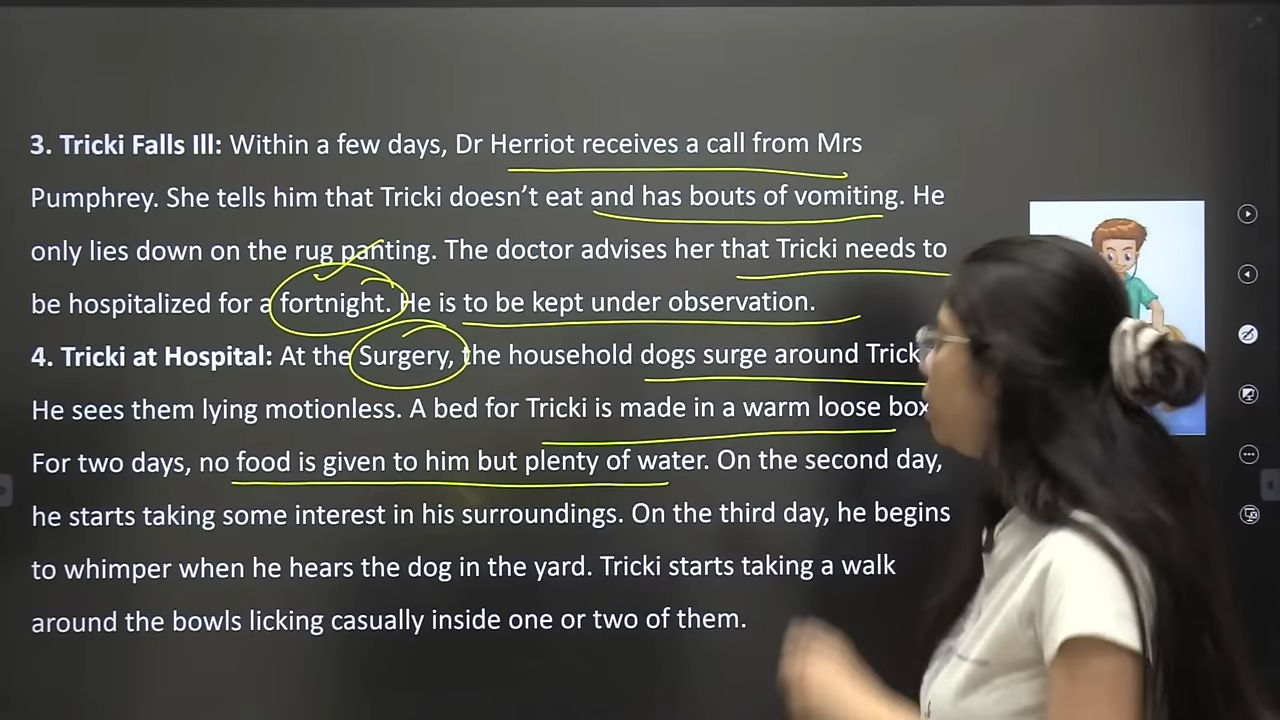 3. Tricki Falls Ill: Within a few days, Dr Herriot receives a call from Mrs
Pumphrey. She tells him that Tricki doesn’t eat and has bouts of vomiting. He
only lies down on the rug panting. The doctor advises her that Tricki needs to
be hospitalized for a fortnight. He is to be kept under observation.
4. Tricki at Hospital: At the Surgery, the household dogs surge around Trick
He sees them lying motionless. A bed for Tricki is made in a warm loose box
For two days, no food is given to him but plenty of water. On the second day,
he starts taking some interest in his surroundings. On the third day, he begins
to whimper when he hears the dog in the yard. Tricki starts taking a walk
around the bowls licking casually inside one or two of them.